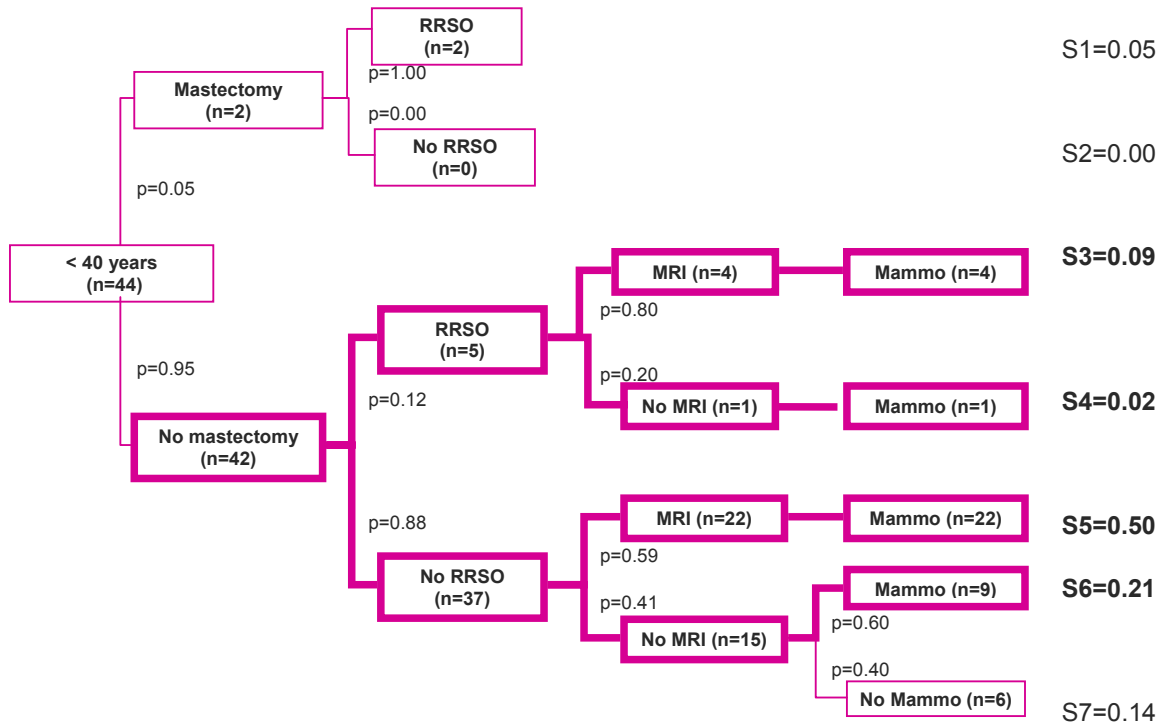 RRSO
(n=2)
S1=0.05
p=1.00
Mastectomy
(n=2)
p=0.00
No RRSO
(n=0)
S2=0.00
p=0.05
< 40 years
(n=44)
MRI (n=4)
Mammo (n=4)
S3=0.09
p=0.80
RRSO
(n=5)
p=0.95
p=0.20
p=0.12
No MRI (n=1)
Mammo (n=1)
S4=0.02
No mastectomy
(n=42)
p=0.88
MRI (n=22)
Mammo (n=22)
S5=0.50
p=0.59
No RRSO
(n=37)
p=0.41
Mammo (n=9)
S6=0.21
p=0.60
No MRI (n=15)
p=0.40
No Mammo (n=6)
S7=0.14